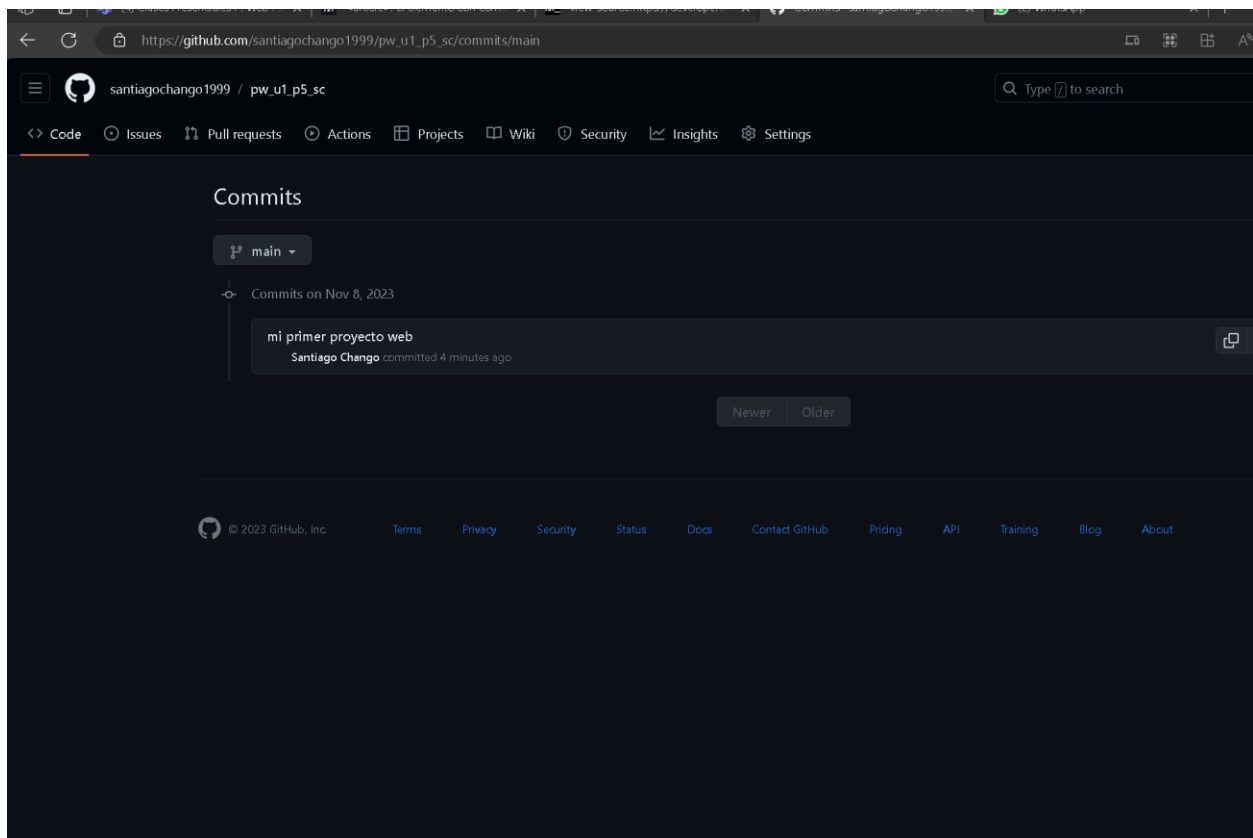 https://github.com/santiagochango1999/pw_u1_p5_sc/commits/main
santiagochango1999 / pw_u1_p5_sc
Type / to search
Code Issues Pull requests Actions Projects Wiki Security Insights Settings
Commits
main
Commits on Nov 8, 2023
mi primer proyecto web
Santiago Chango committed 4 minutes ago
Newer Older
© 2023 GitHub, Inc. Terms Privacy Security Status Docs Contact GitHub Pricing API Training Blog About